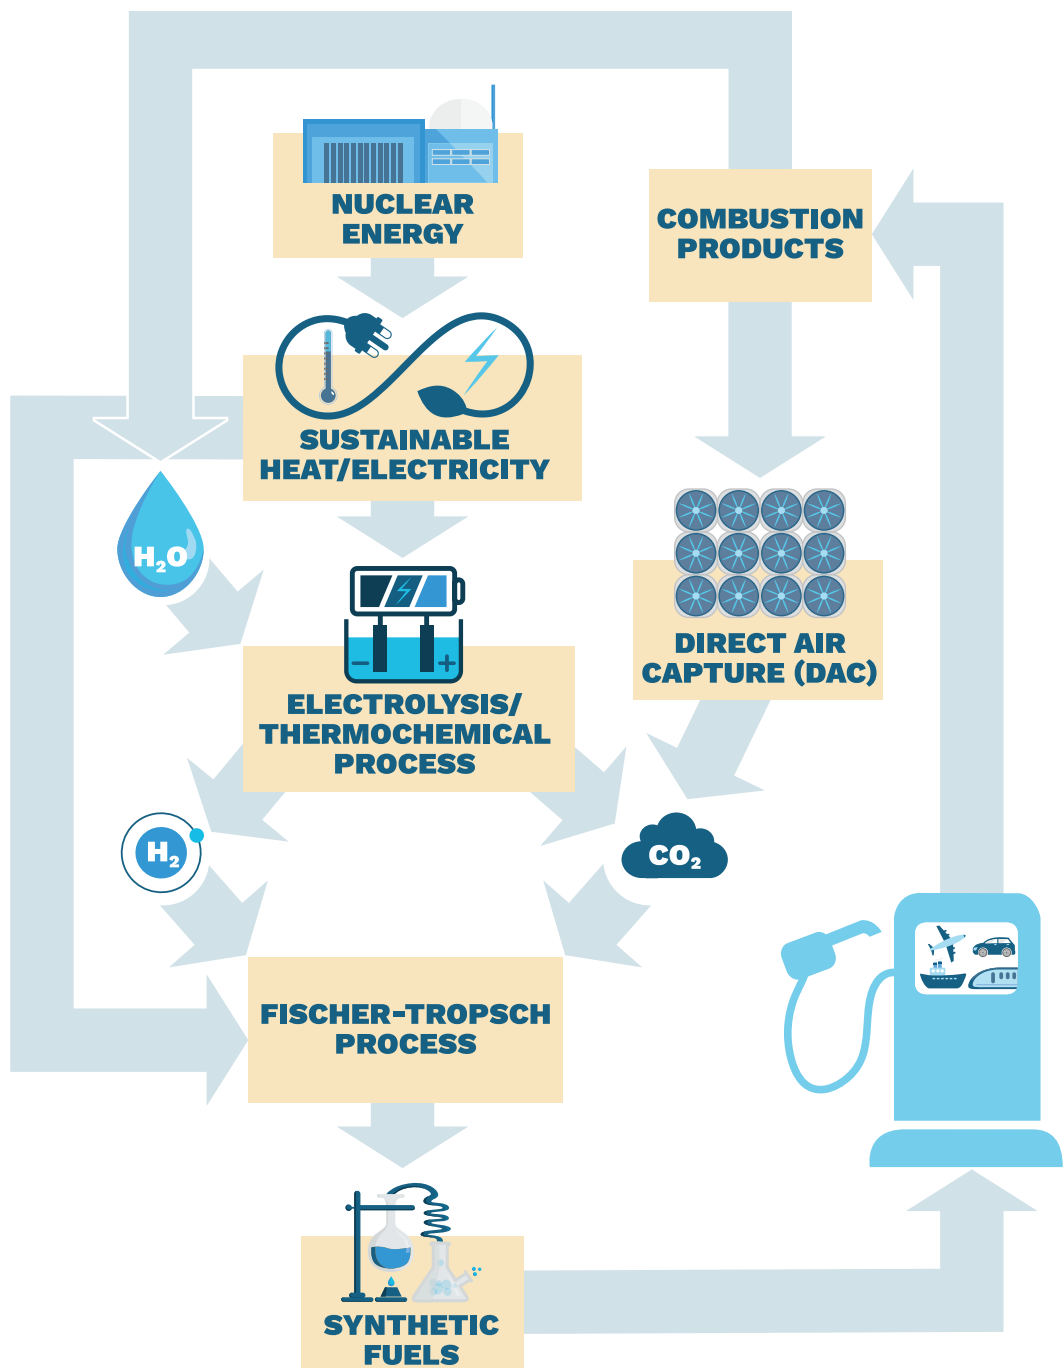 NUCLEAR
ENERGY
COMBUSTION
PRODUCTS
SUSTAINABLE
HEAT/ELECTRICITY
H₂O
DIRECT AIR
CAPTURE (DAC)
ELECTROLYSIS/
THERMOCHEMICAL
PROCESS
H₂
CO₂
FISCHER-TROPSCH
PROCESS
SYNTHETIC
FUELS